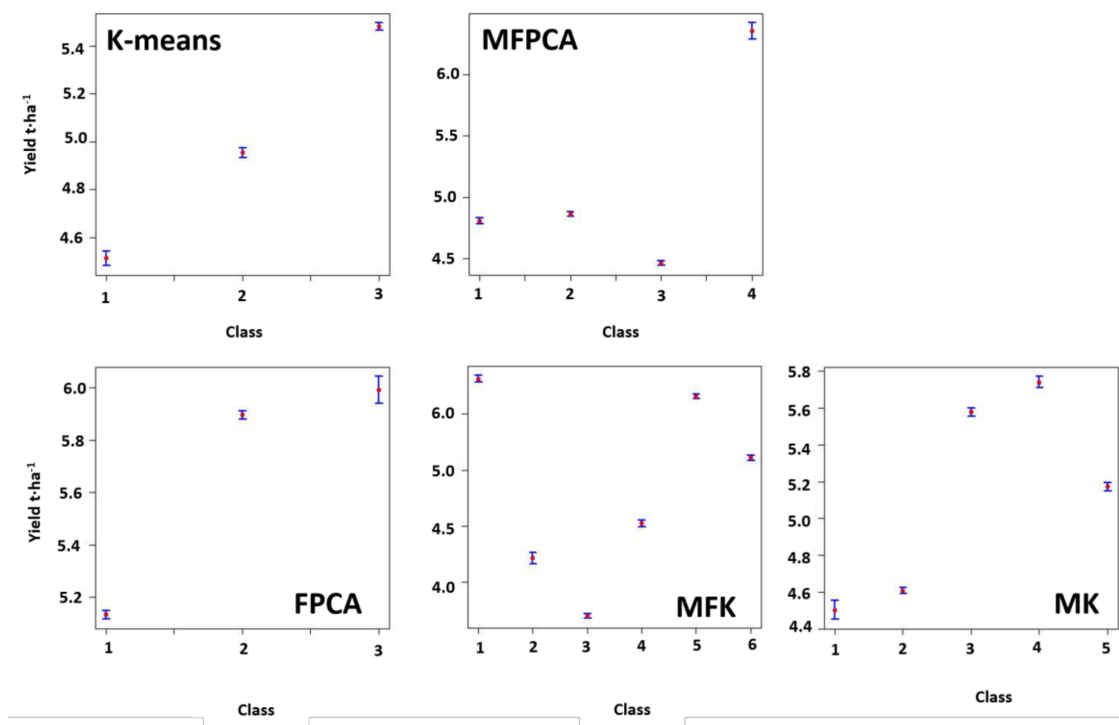 K-means
Yield t·ha⁻¹
5.4
5.2
5.0
4.8
4.6
1 2 3
Class
MFPCA
6.0
5.5
5.0
4.5
1 2 3 4
Class
FPCA
Yield t·ha⁻¹
6.0
5.8
5.6
5.4
5.2
1 2 3
Class
MFK
6.0
5.0
4.5
4.0
1 2 3 4 5 6
Class
MK
5.8
5.6
5.4
5.2
5.0
4.8
4.6
4.4
1 2 3 4 5
Class